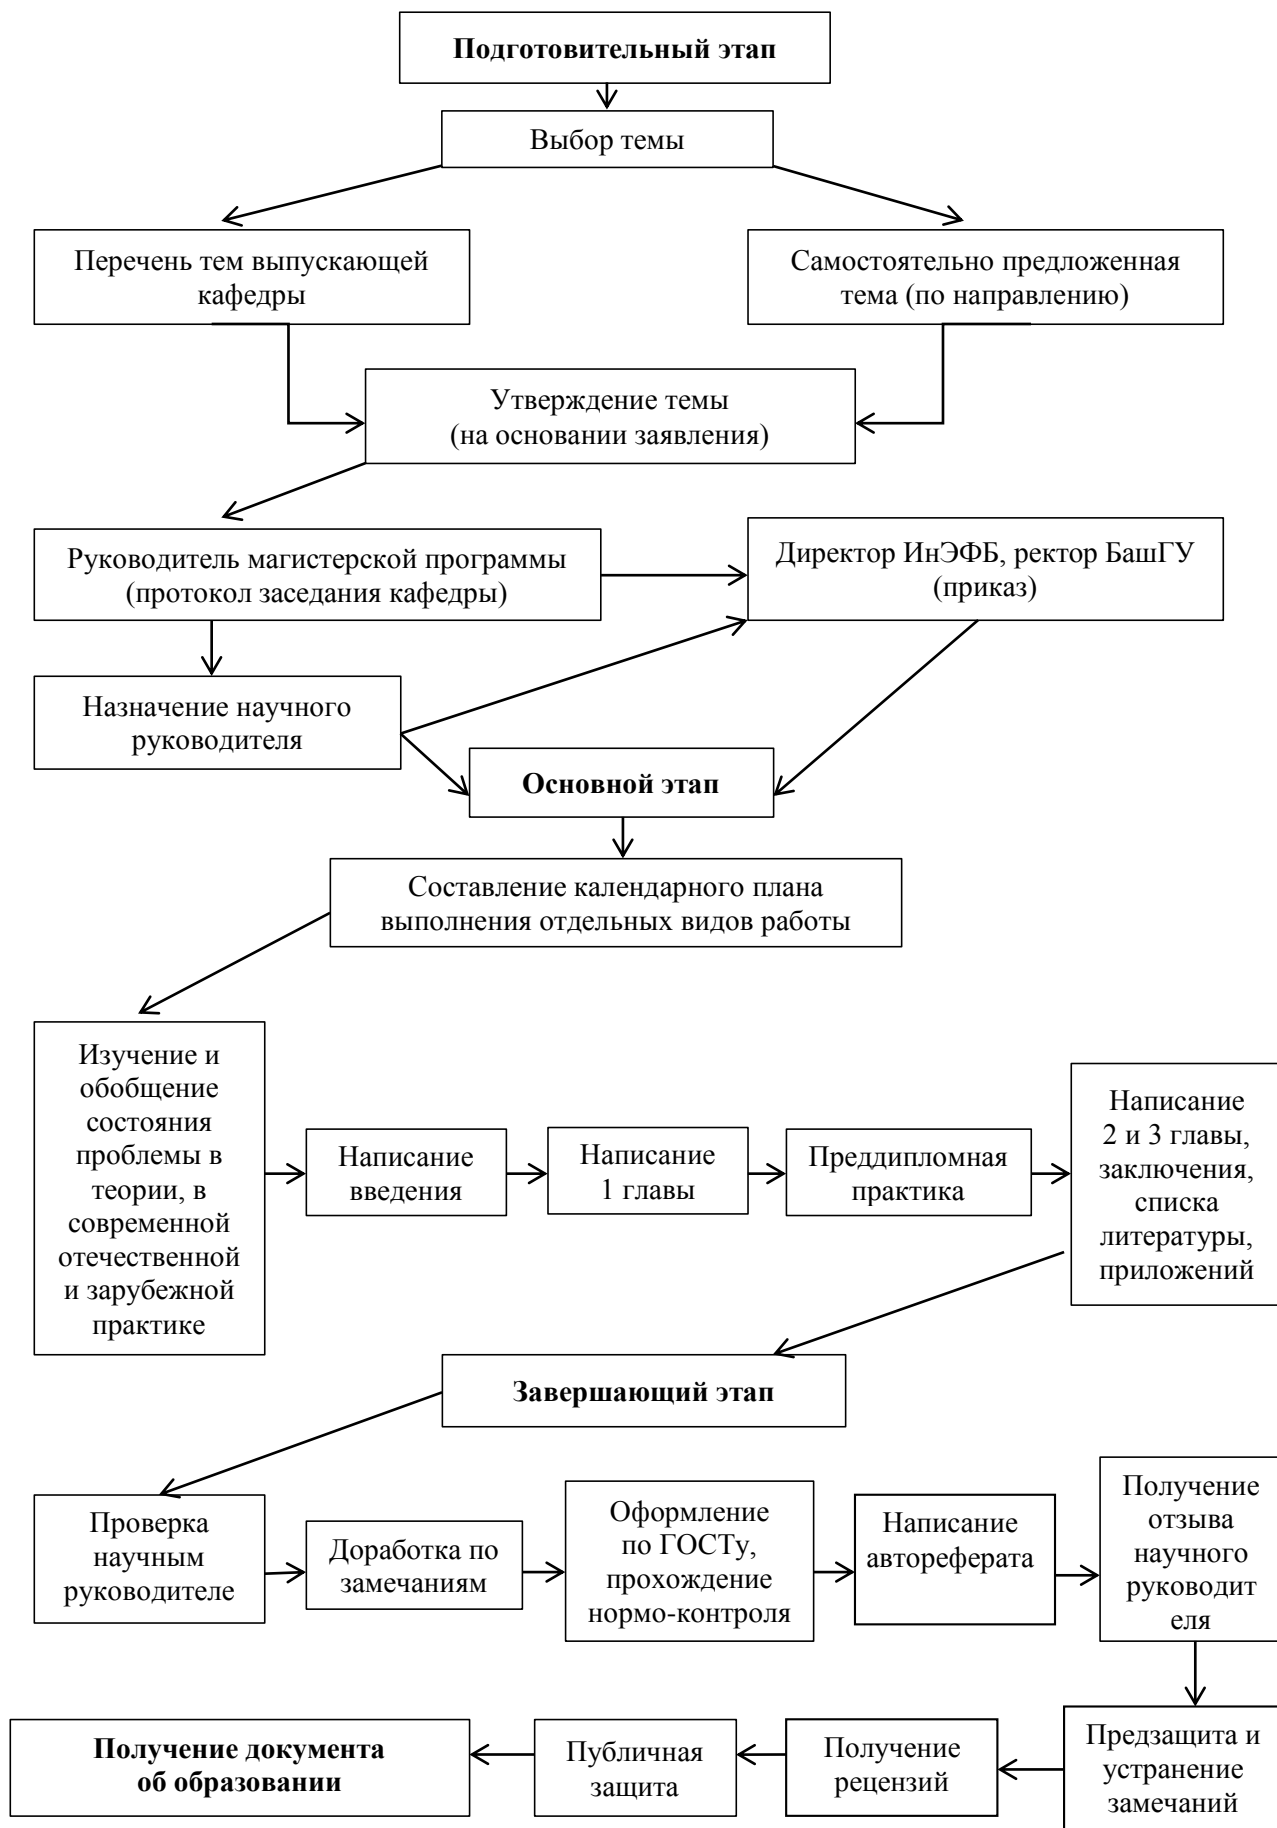 Подготовительный этап
Выбор темы
Перечень тем выпускающей
кафедры
Самостоятельно предложенная
тема (по направлению)
Утверждение темы
(на основании заявления)
Руководитель магистерской программы
(протокол заседания кафедры)
Директор ИнЭФБ, ректор БашГУ
(приказ)
Назначение научного
руководителя
Основной этап
Составление календарного плана
выполнения отдельных видов работы
Изучение и
обобщение
состояния
проблемы в
теории, в
современной
отечественной
и зарубежной
практике
Написание
введения
Написание
1 главы
Преддипломная
практика
Написание
2 и 3 главы,
заключения,
списка
литературы,
приложений
Завершающий этап
Проверка
научным
руководителе
Доработка по
замечаниям
Оформление
по ГОСТу,
прохождение
нормо-контроля
Написание
автореферата
Получение
отзыва
научного
руководит
еля
Предзащита и
устранение
замечаний
Получение
рецензий
Публичная
защита
Получение документа
об образовании